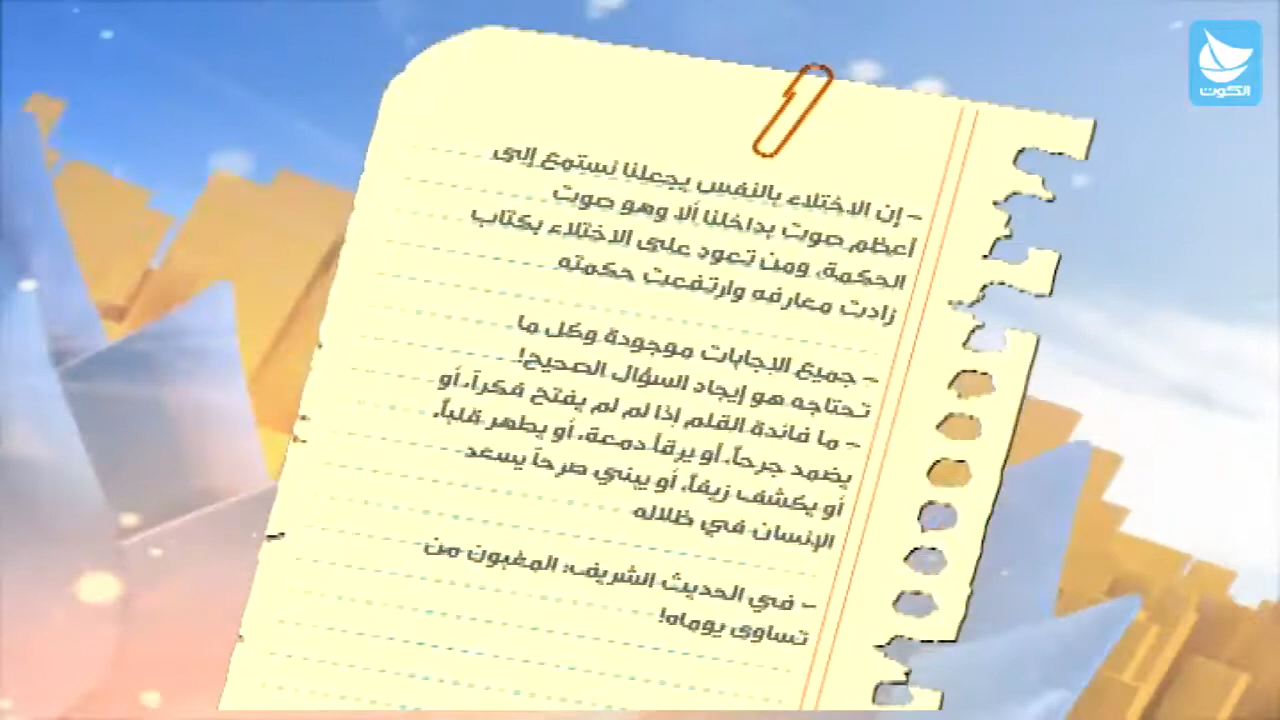 الكوت
- إن الاختلاء بالنفس يجعلنا نستمع إلى
أعظم صوت بداخلنا ألا وهو صوت
الحكمة، ومن تعود على الاختلاء بكتاب
زادت معارفه وارتفعت حكمته
- جميع الإجابات موجودة وكل ما
تحتاجه هو إيجاد السؤال الصحيح!
- ما فائدة القلم إذا لم لم يفتح فكراً، أو
يضمد جرحاً، أو يرقأ دمعة، أو يطهر قلباً،
أو يكشف زيفاً، أو يبني صرحاً يسعد
الإنسان في ظلاله
- في الحديث الشريف: المغبون من
تساوى يوماه!